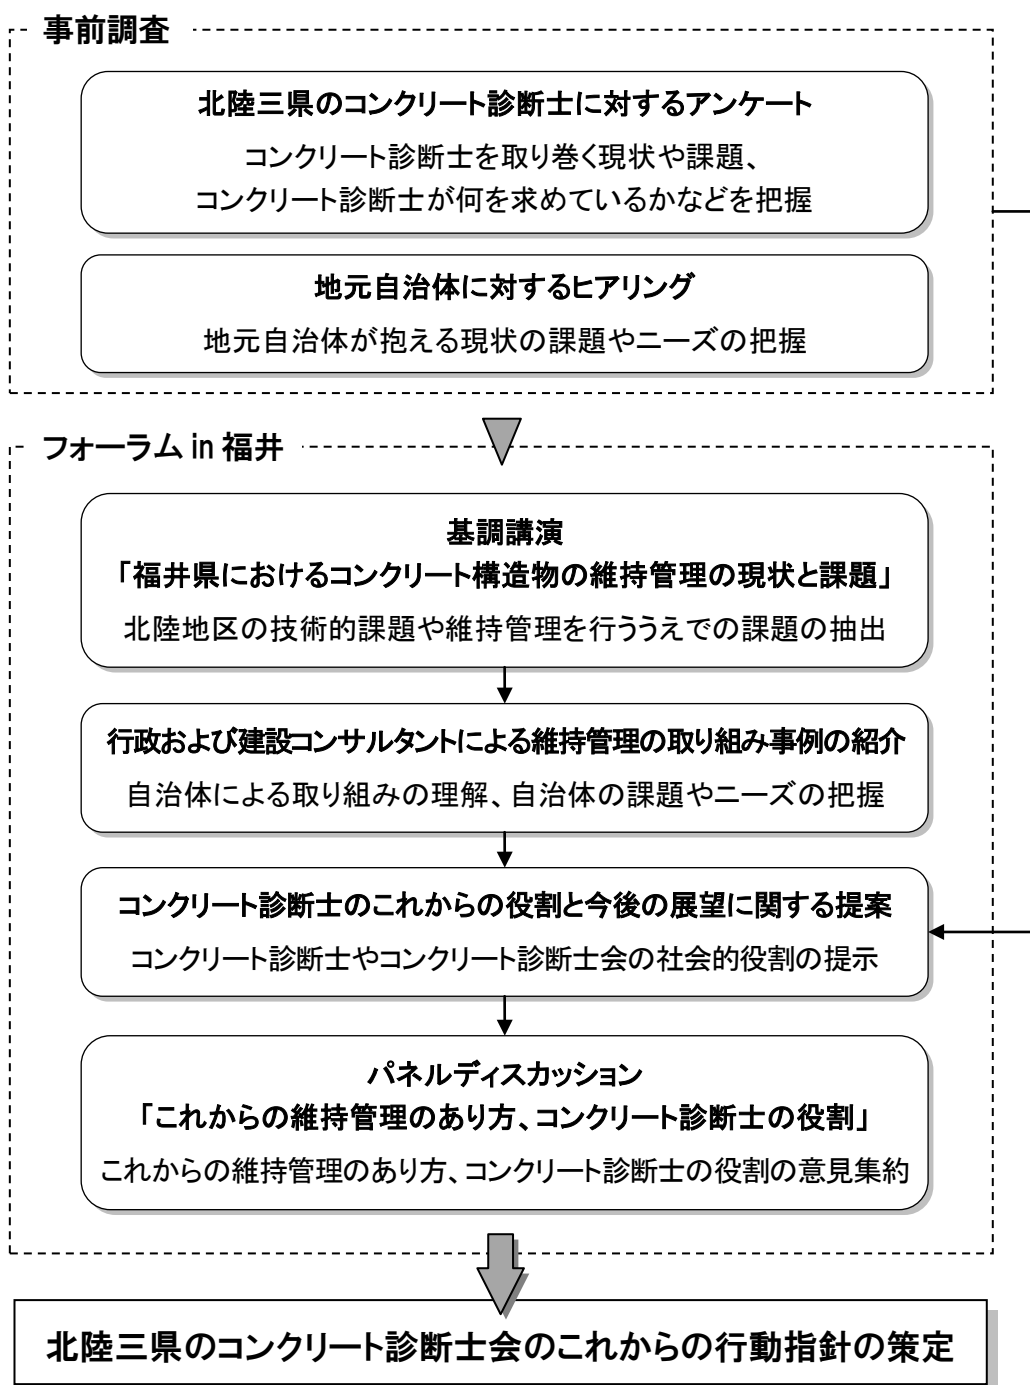 事前調査
北陸三県のコンクリート診断士に対するアンケート
コンクリート診断士を取り巻く現状や課題、
コンクリート診断士が何を求めているかなどを把握
地元自治体に対するヒアリング
地元自治体が抱える現状の課題やニーズの把握
フォーラム in 福井
基調講演
「福井県におけるコンクリート構造物の維持管理の現状と課題」
北陸地区の技術的課題や維持管理を行ううえでの課題の抽出
行政および建設コンサルタントによる維持管理の取り組み事例の紹介
自治体による取り組みの理解、自治体の課題やニーズの把握
コンクリート診断士のこれからの役割と今後の展望に関する提案
コンクリート診断士やコンクリート診断士会の社会的役割の提示
パネルディスカッション
「これからの維持管理のあり方、コンクリート診断士の役割」
これからの維持管理のあり方、コンクリート診断士の役割の意見集約
北陸三県のコンクリート診断士会のこれからの行動指針の策定